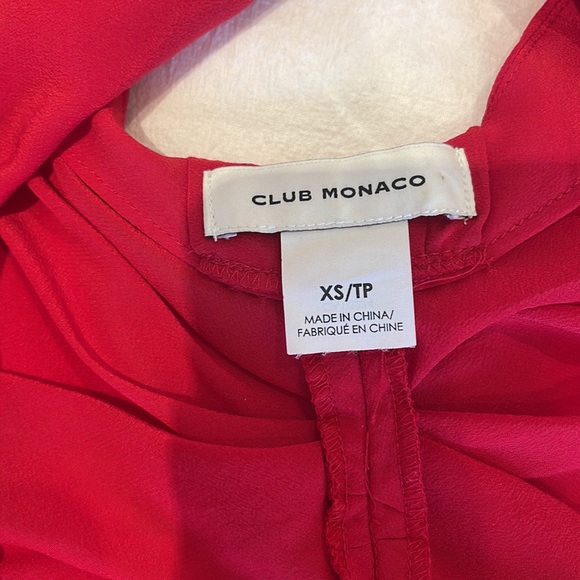 CLUB MONACO
XS/TP
MADE IN CHINA/
FABRIQUÉ EN CHINE